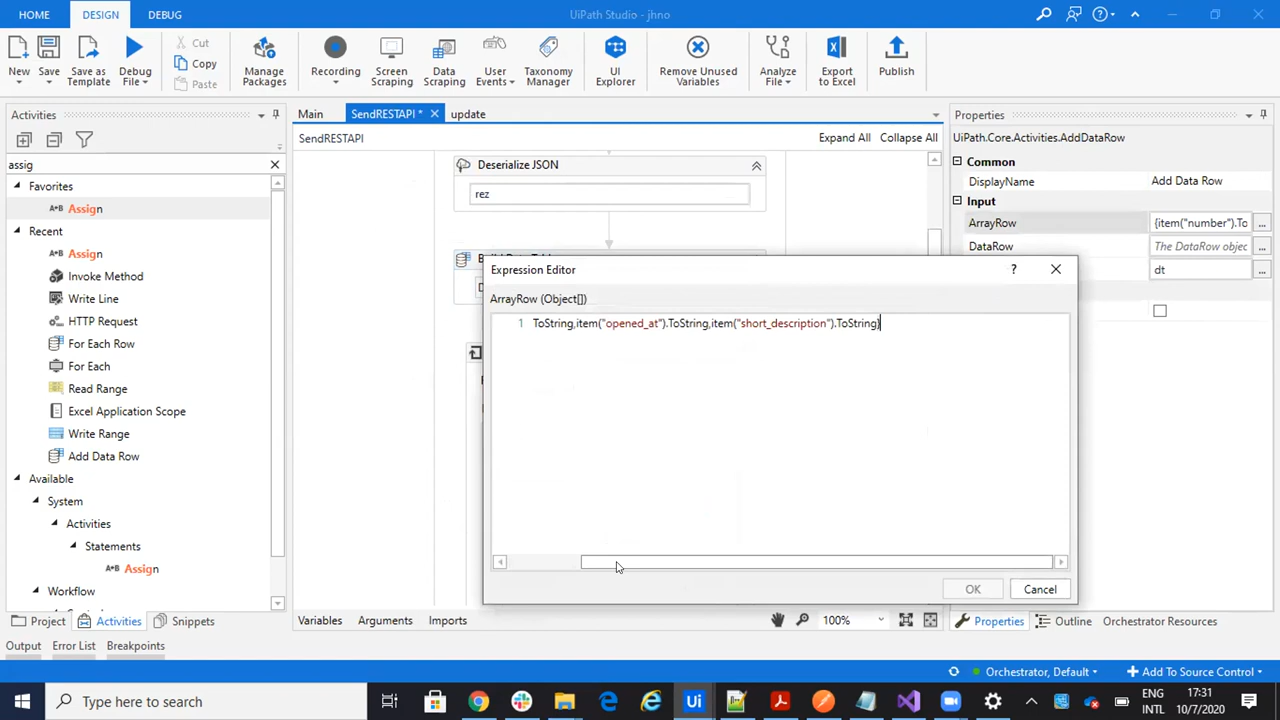 HOME
DESIGN
DEBUG
UiPath Studio - jhno
New
Save
Save as Template
Debug File
Cut
Copy
Paste
Manage Packages
Recording
Screen Scraping
Data Scraping
User Events
Taxonomy Manager
UI Explorer
Remove Unused Variables
Analyze File
Export to Excel
Publish
Activities
assig
Favorites
Assign
Recent
Assign
Invoke Method
Write Line
HTTP Request
For Each Row
For Each
Read Range
Excel Application Scope
Write Range
Add Data Row
Available
System
Activities
Statements
Assign
Workflow
Project
Activities
Snippets
Output
Error List
Breakpoints
Main
SendRESTAPI *
update
SendRESTAPI
Expand All
Collapse All
Deserialize JSON
rez
Expression Editor
?
ArrayRow (Object[])
1 ToString,item("opened_at").ToString,item("short_description").ToString}
OK
Cancel
Variables
Arguments
Imports
100%
Properties
UiPath.Core.Activities.AddDataRow
Common
DisplayName
Add Data Row
Input
ArrayRow
{item("number").To
...
DataRow
The DataRow objec
...
dt
...
Properties
Outline
Orchestrator Resources
Orchestrator, Default
Add To Source Control
Type here to search
Ui
ENG
INTL
17:31
10/7/2020